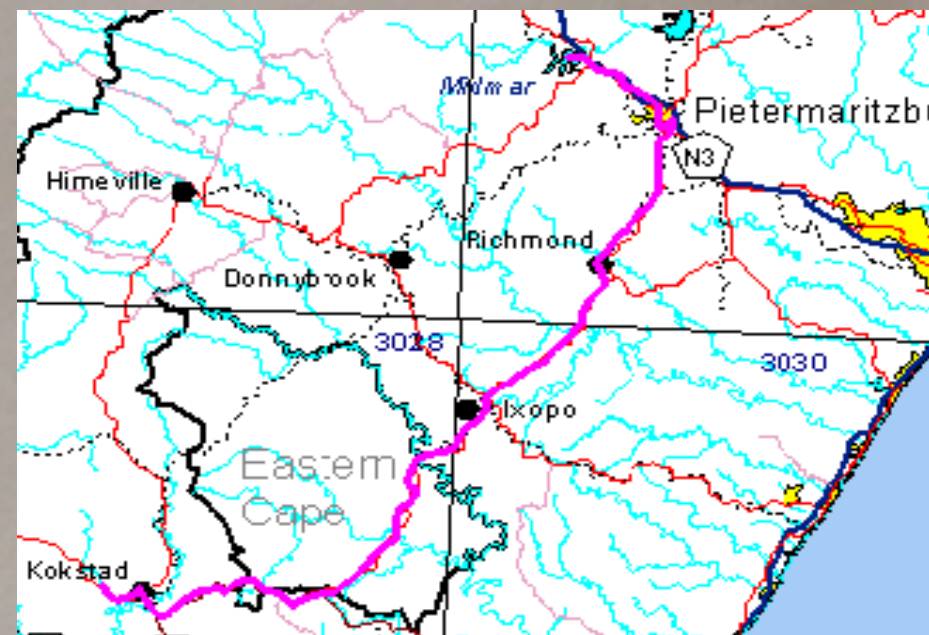 Midmar
Pietermaritzbu
N3
Himeville
Richmond
Donnybrook
3028
3030
Ixopo
Eastern
Cape
Kokstad